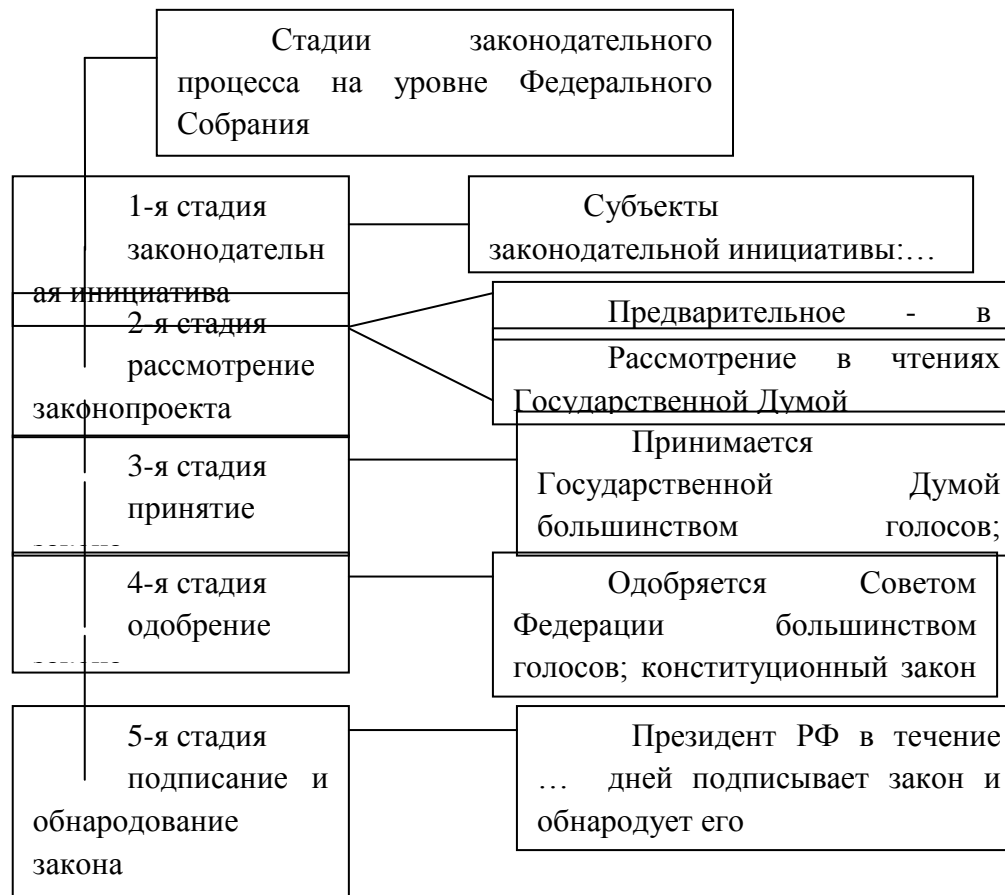 Стадии законодательного
процесса на уровне Федерального
Собрания
1-я стадия
законодательн
ая инициатива
Субъекты
законодательной инициативы:…
2-я стадия
рассмотрение
законопроекта
Предварительное - в
Рассмотрение в чтениях
Государственной Думой
3-я стадия
принятие
Принимается
Государственной Думой
большинством голосов;
4-я стадия
одобрение
Одобряется Советом
Федерации большинством
голосов; конституционный закон
5-я стадия
подписание и
обнародование
закона
Президент РФ в течение
… дней подписывает закон и
обнародует его